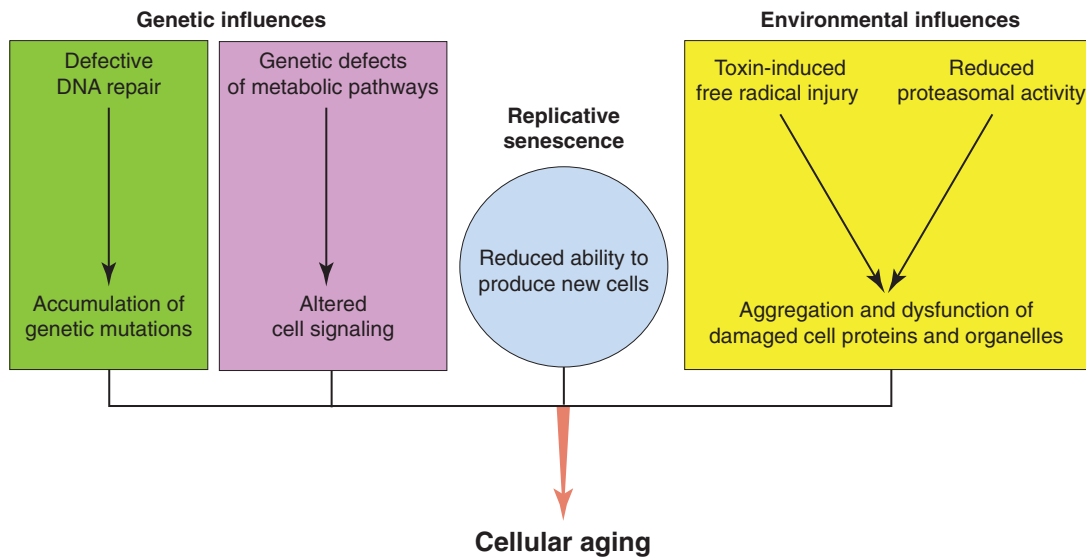 Genetic influences
Defective
DNA repair
Accumulation of
genetic mutations
Genetic defects
of metabolic pathways
Altered
cell signaling
Replicative
senescence
Reduced ability to
produce new cells
Environmental influences
Toxin-induced
free radical injury
Reduced
proteasomal activity
Aggregation and dysfunction of
damaged cell proteins and organelles
Cellular aging